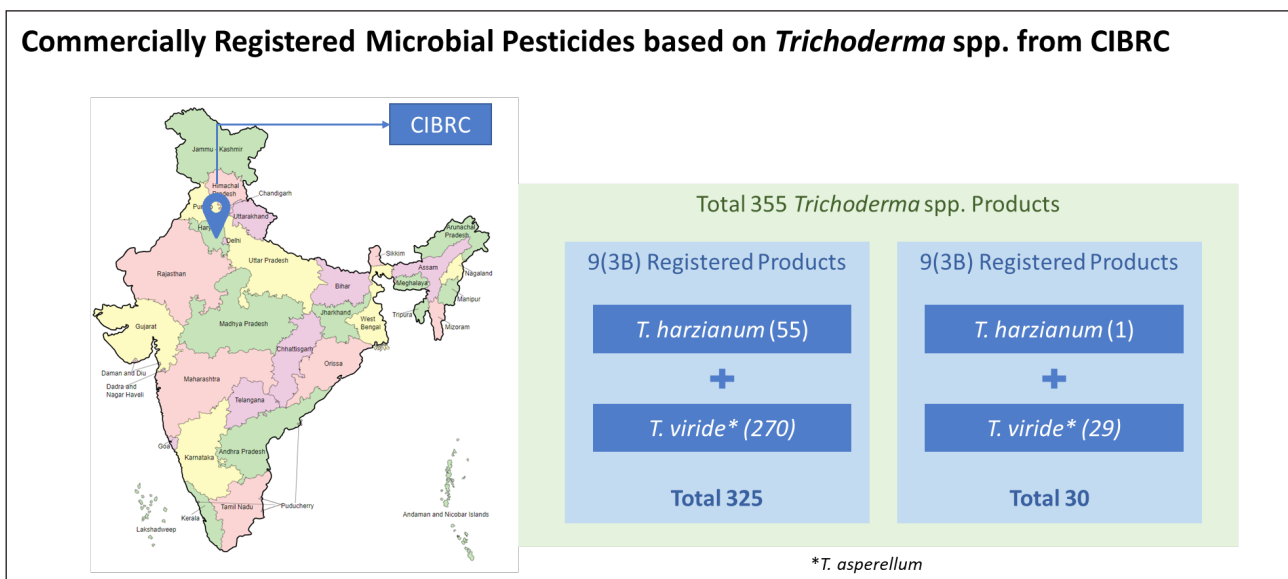 Commercially Registered Microbial Pesticides based on Trichoderma spp. from CIBRC
CIBRC
Jammu - Kashmir
Himachal
Pradesh
Chandigarh
Uttarakhand
Delhi
Rajasthan
Uttar Pradesh
Bihar
Sikkim
Arunachal
Pradesh
Assam
Nagaland
Meghalaya
Manipur
Tripura
Mizoram
Gujarat
Madhya Pradesh
Jharkhand
West
Bengal
Chhattisgarh
Orissa
Daman and Diu
Dadra and
Nagar Haveli
Maharashtra
Telangana
Goa
Karnataka
Andhra Pradesh
Puducherry
Tamil Nadu
Kerala
Lakshadweep
Andaman and Nicobar Islands
Total 355 Trichoderma spp. Products
9(3B) Registered Products
T. harzianum (55)
+
T. viride* (270)
Total 325
9(3B) Registered Products
T. harzianum (1)
+
T. viride* (29)
Total 30
*T. asperellum